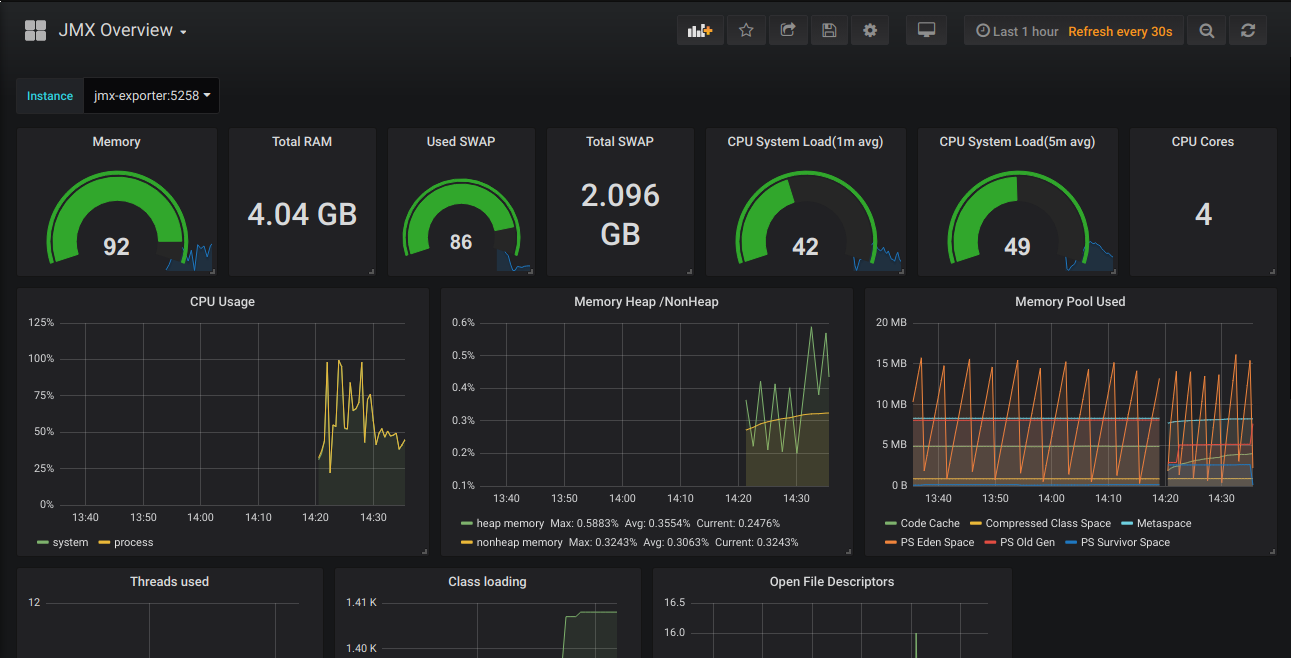 JMX Overview
Last 1 hour Refresh every 30s
Instance jmx-exporter:5258
Memory
92
Total RAM
4.04 GB
Used SWAP
86
Total SWAP
2.096
GB
CPU System Load(1m avg)
42
CPU System Load(5m avg)
49
CPU Cores
4
CPU Usage
125%
100%
75%
50%
25%
0%
13:40 13:50 14:00 14:10 14:20 14:30
system process
Memory Heap /NonHeap
0.6%
0.5%
0.4%
0.3%
0.2%
0.1%
13:40 13:50 14:00 14:10 14:20 14:30
heap memory Max: 0.5883% Avg: 0.3554% Current: 0.2476%
nonheap memory Max: 0.3243% Avg: 0.3063% Current: 0.3243%
Memory Pool Used
20 MB
15 MB
10 MB
5 MB
0 B
13:40 13:50 14:00 14:10 14:20 14:30
Code Cache Compressed Class Space Metaspace
PS Eden Space PS Old Gen PS Survivor Space
Threads used
12
Class loading
1.41 K
1.40 K
Open File Descriptors
16.5
16.0